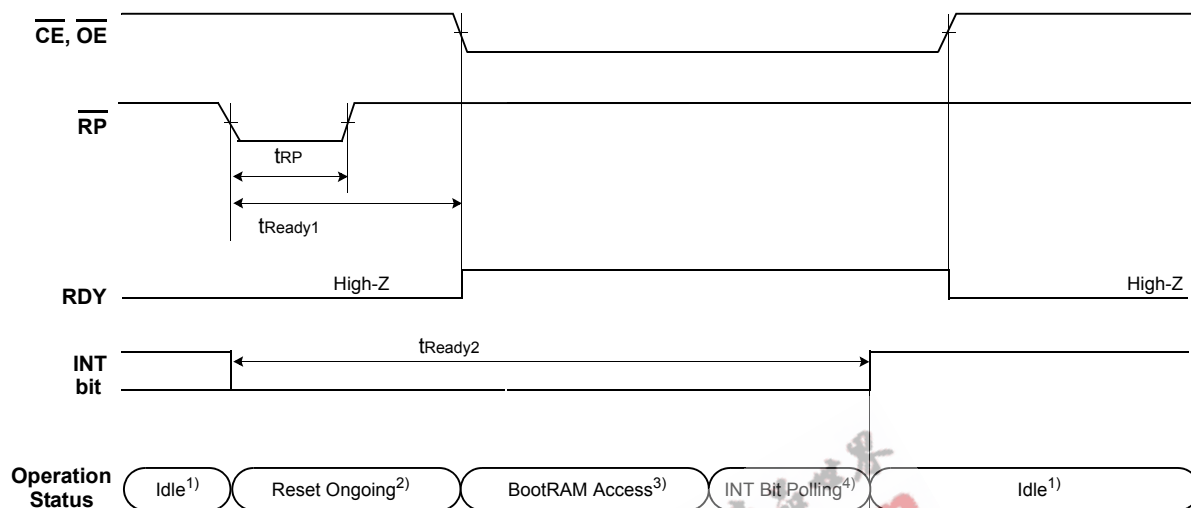 CE, OE
RP
tRP
tReady1
High-Z
High-Z
RDY
tReady2
INT
bit
Operation
Status
Idle1)
Reset Ongoing2)
BootRAM Access3)
INT Bit Polling4)
Idle1)